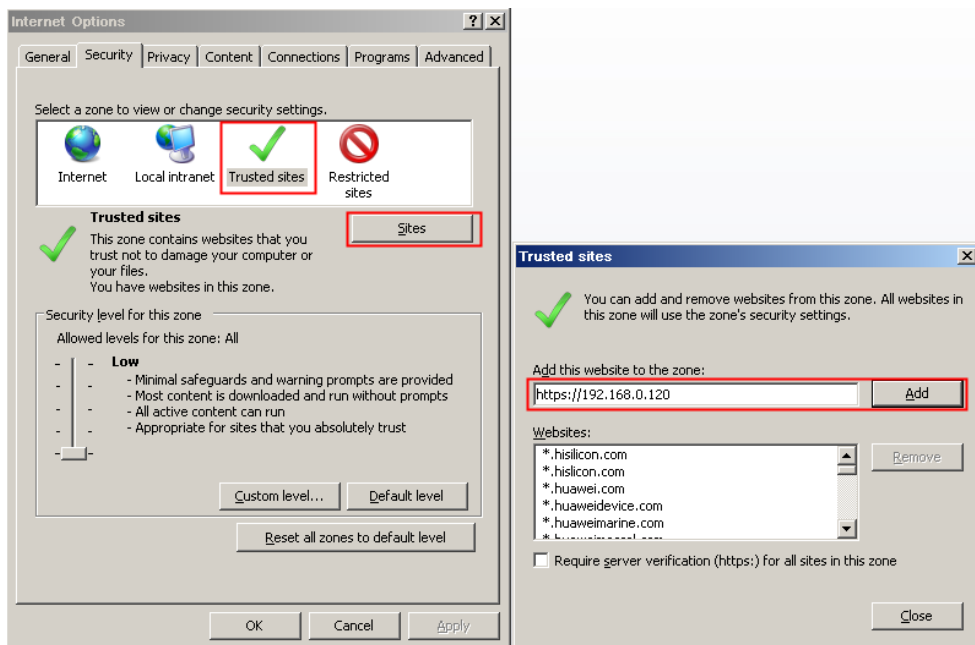 Internet Options
General Security Privacy Content Connections Programs Advanced
Select a zone to view or change security settings.
Internet Local intranet Trusted sites Restricted
sites
Trusted sites
Sites
This zone contains websites that you
trust not to damage your computer or
your files.
You have websites in this zone.
Security level for this zone
Allowed levels for this zone: All
Low
- Minimal safeguards and warning prompts are provided
- Most content is downloaded and run without prompts
- All active content can run
- Appropriate for sites that you absolutely trust
Custom level... Default level
Reset all zones to default level
OK Cancel Apply
Trusted sites
You can add and remove websites from this zone. All websites in
this zone will use the zone's security settings.
Add this website to the zone:
https://192.168.0.120 Add
Websites:
*.hisilicon.com
*.hislicon.com
*.huawei.com
*.huaweidevice.com
*.huaweimarine.com
Remove
Require server verification (https:) for all sites in this zone
Close